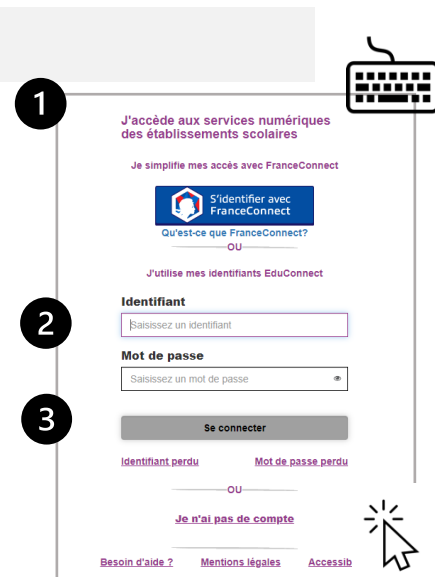 1
J'accède aux services numériques
des établissements scolaires
Je simplifie mes accès avec FranceConnect
S'identifier avec
FranceConnect
Qu'est-ce que FranceConnect?
OU
J'utilise mes identifiants EduConnect
Identifiant
2
Saisissez un identifiant
Mot de passe
Saisissez un mot de passe
3
Se connecter
Identifiant perdu Mot de passe perdu
OU
Je n'ai pas de compte
Besoin d'aide ? Mentions légales Accessib